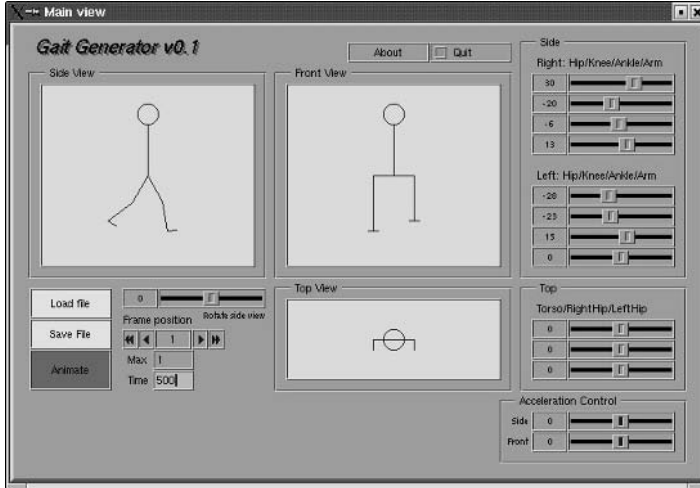 Main view
Gait Generator v0.1
About
Quit
Side View
Front View
Side
Right: Hip/Knee/Ankle/Arm
30
-20
-6
13
Left: Hip/Knee/Ankle/Arm
-28
-23
15
0
Load file
Save File
Animate
0
Rotate side view
Frame position
1
Max 1
Time 500
Top View
Top
Torso/RightHip/LeftHip
0
0
0
Acceleration Control
Side 0
Front 0